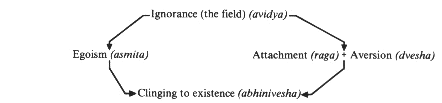 Ignorance (the field) (avidya)
Egoism (asmita) Attachment (raga) + Aversion (dvesha)
Clinging to existence (abhinivesha)